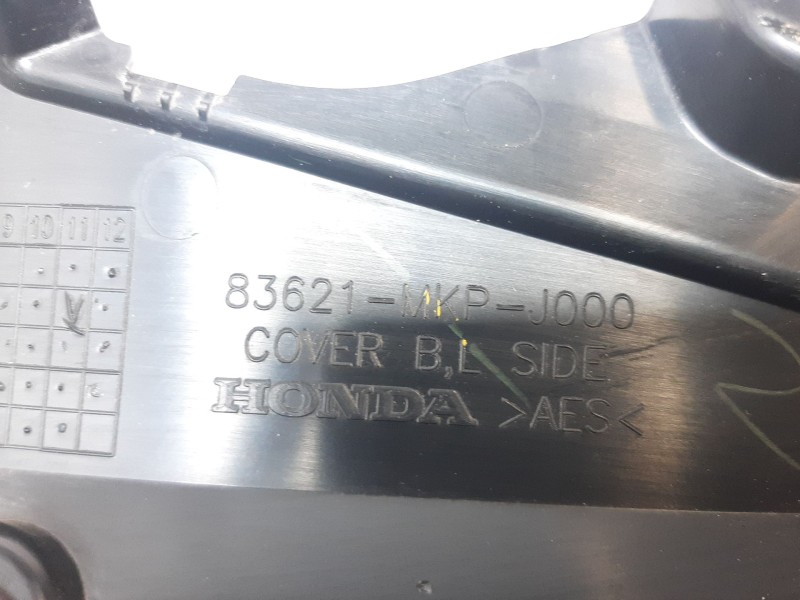 9 10 11 12
83621-MKP-J000
COVER B,L SIDE
HONDA >AES<